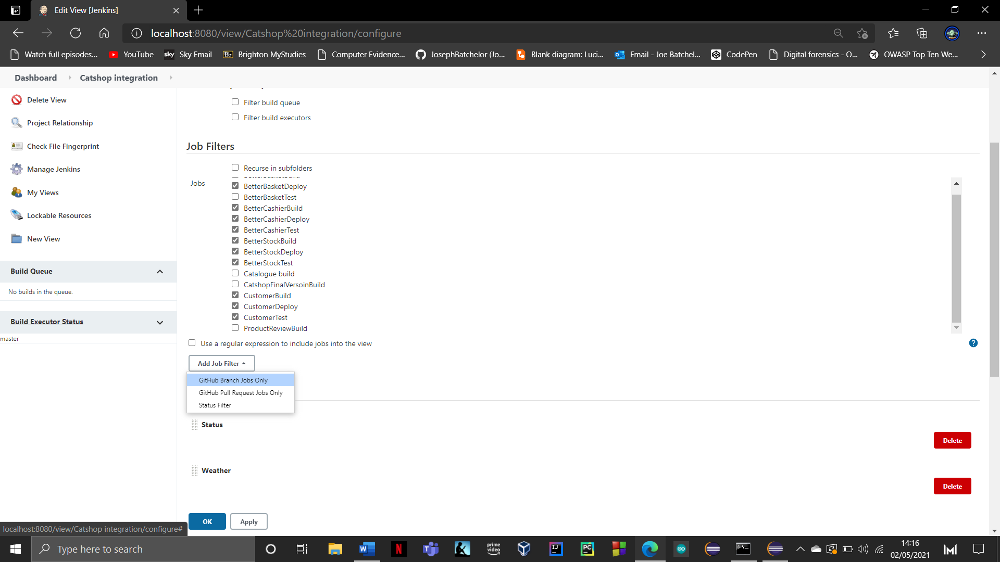 Edit View [Jenkins]
localhost:8080/view/Catshop%20integration/configure
Watch full episodes...
YouTube
sky Sky Email
Bb Brighton MyStudies
Computer Evidence...
JosephBatchelor (Jo...
Blank diagram: Luci...
Email - Joe Batchel...
CodePen
Digital forensics - O...
OWASP Top Ten We...
Dashboard
Catshop integration
Delete View
Project Relationship
Check File Fingerprint
Manage Jenkins
My Views
Lockable Resources
New View
Build Queue
No builds in the queue.
Build Executor Status
master
Filter build queue
Filter build executors
Job Filters
Recurse in subfolders
Jobs
BetterBasketDeploy
BetterBasketTest
BetterCashierBuild
BetterCashierDeploy
BetterCashierTest
BetterStockBuild
BetterStockDeploy
BetterStockTest
Catalogue build
CatshopFinalVersoinBuild
CustomerBuild
CustomerDeploy
CustomerTest
ProductReviewBuild
Use a regular expression to include jobs into the view
Add Job Filter
GitHub Branch Jobs Only
GitHub Pull Request Jobs Only
Status Filter
Status
Delete
Weather
Delete
OK
Apply
localhost:8080/view/Catshop integration/configure#
Type here to search
prime
video
14:16
02/05/2021